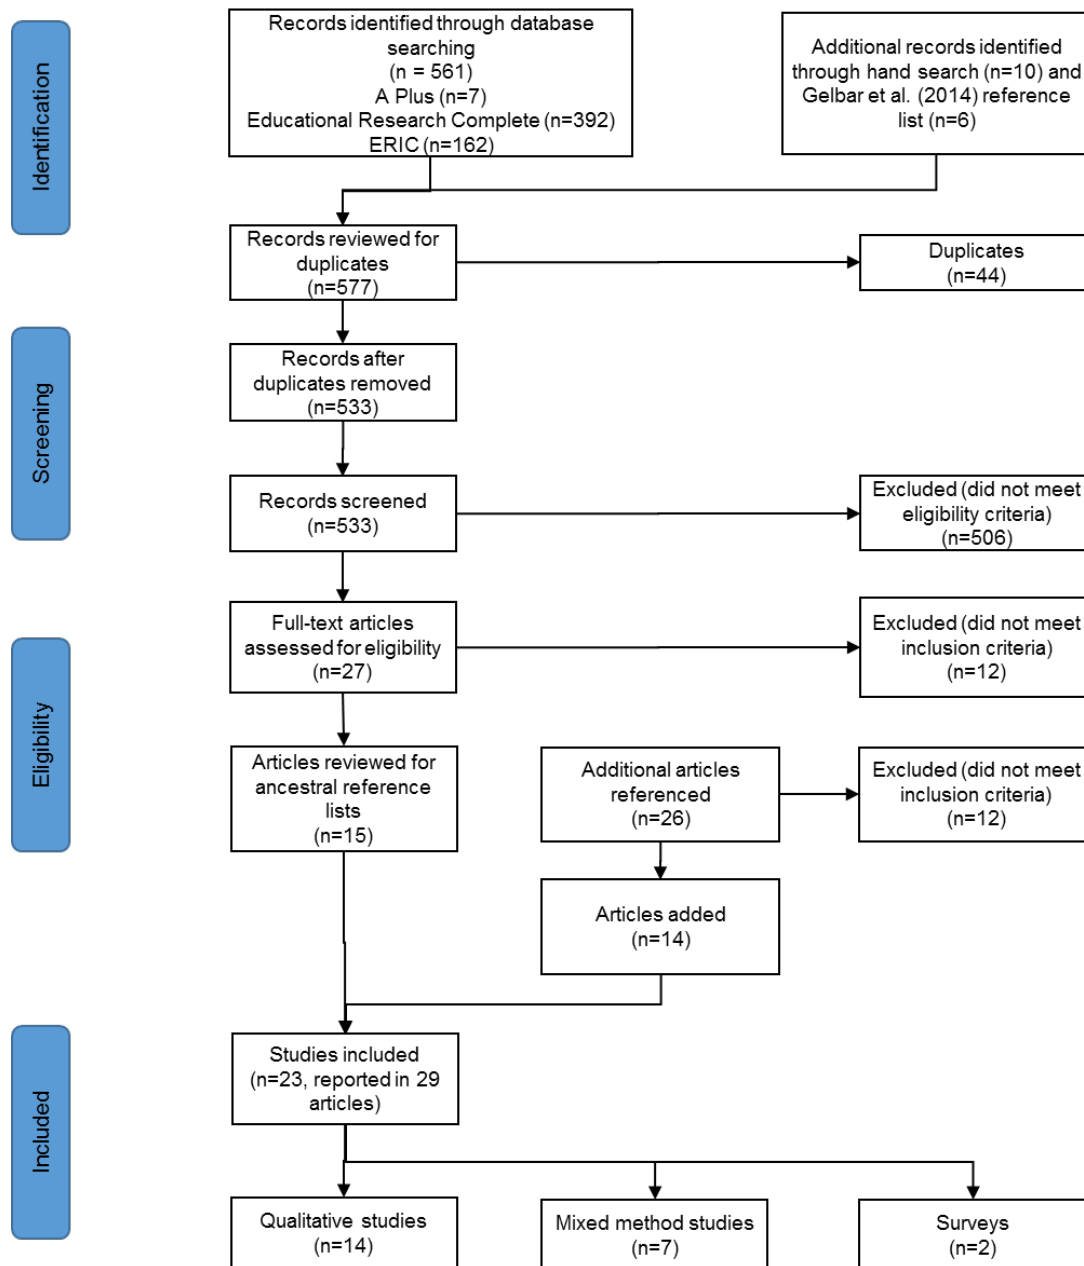 Identification
Records identified through database
searching
(n = 561)
A Plus (n=7)
Educational Research Complete (n=392)
ERIC (n=162)
Additional records identified
through hand search (n=10) and
Gelbar et al. (2014) reference
list (n=6)
Records reviewed for
duplicates
(n=577)
Duplicates
(n=44)
Screening
Records after
duplicates removed
(n=533)
Records screened
(n=533)
Excluded (did not meet
eligibility criteria)
(n=506)
Eligibility
Full-text articles
assessed for eligibility
(n=27)
Excluded (did not meet
inclusion criteria)
(n=12)
Articles reviewed for
ancestral reference
lists
(n=15)
Additional articles
referenced
(n=26)
Excluded (did not meet
inclusion criteria)
(n=12)
Articles added
(n=14)
Included
Studies included
(n=23, reported in 29
articles)
Qualitative studies
(n=14)
Mixed method studies
(n=7)
Surveys
(n=2)